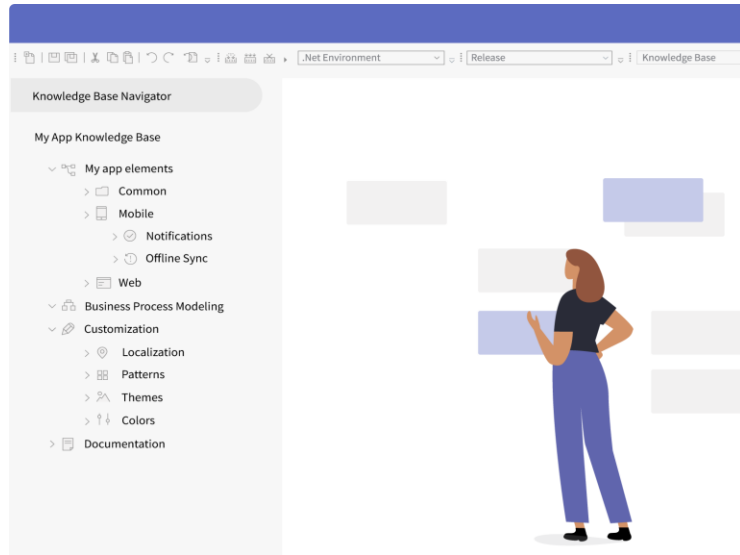 .Net Environment
Release
Knowledge Base
Knowledge Base Navigator
My App Knowledge Base
My app elements
Common
Mobile
Notifications
Offline Sync
Web
Business Process Modeling
Customization
Localization
Patterns
Themes
Colors
Documentation